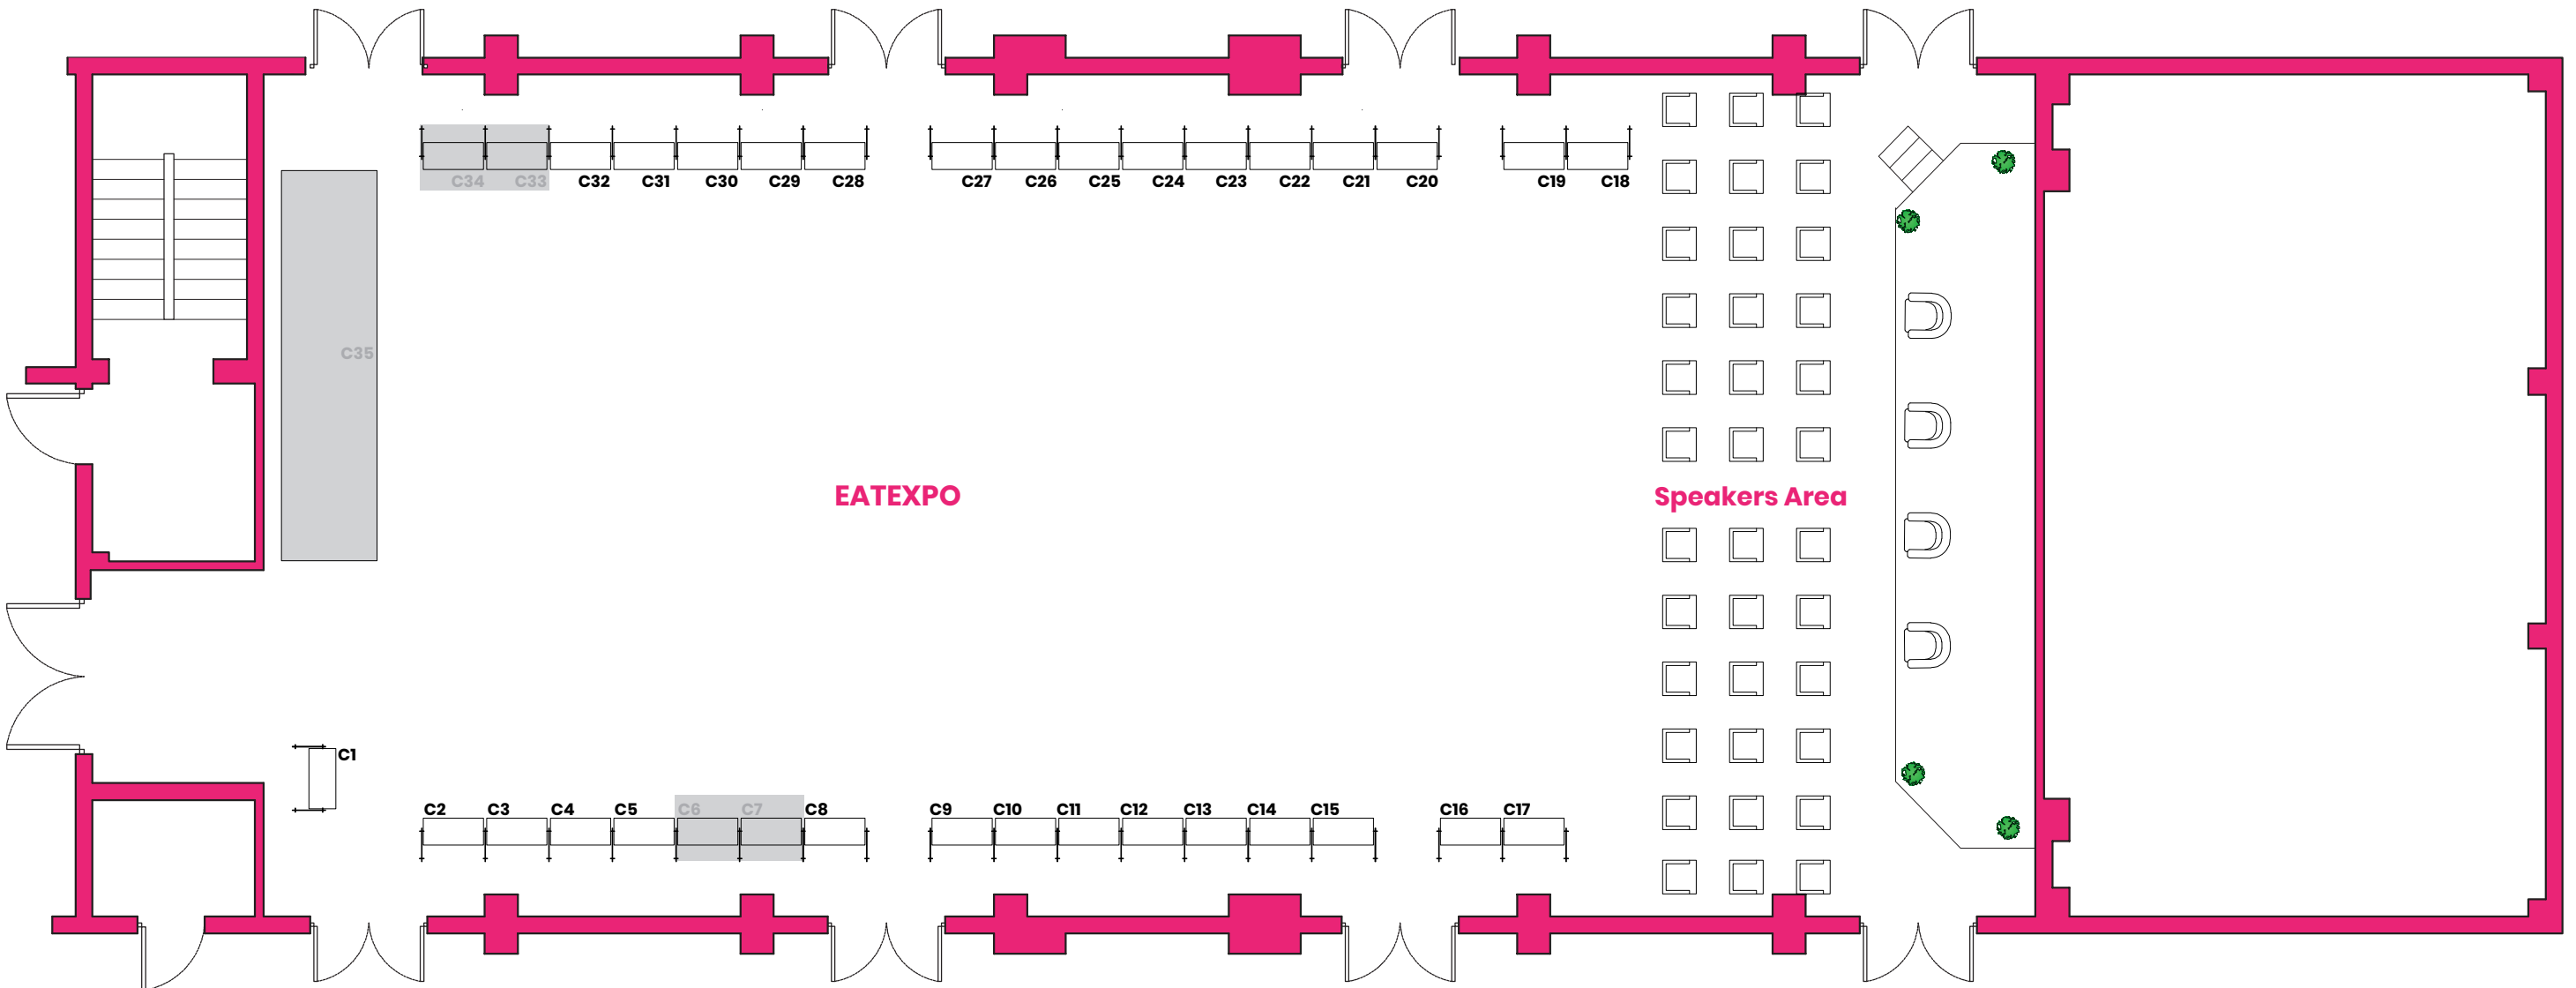 C34 C33 C32 C31 C30 C29 C28 C27 C26 C25 C24 C23 C22 C21 C20 C19 C18
C35
EATEXPO
Speakers Area
C1
C2 C3 C4 C5 C6 C7 C8 C9 C10 C11 C12 C13 C14 C15 C16 C17